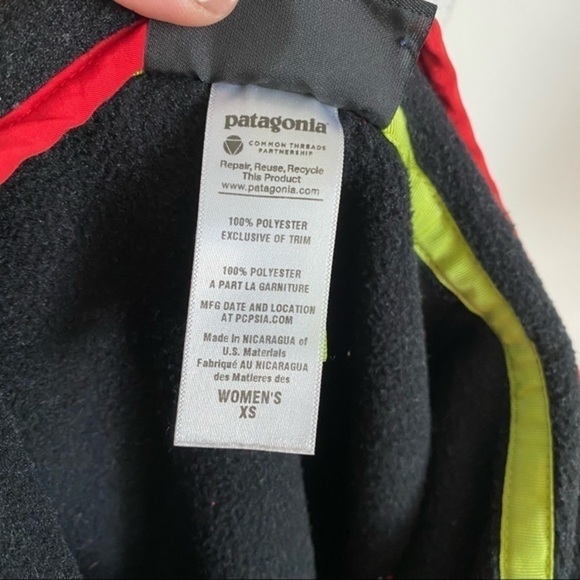 patagonia
COMMON THREADS
PARTNERSHIP
Repair, Reuse, Recycle
This Product
www.patagonia.com
100% POLYESTER
EXCLUSIVE OF TRIM
100% POLYESTER
A PART LA GARNITURE
MFG DATE AND LOCATION
AT PCPSIA.COM
Made in NICARAGUA of
U.S. Materials
Fabriqué AU NICARAGUA
des Matieres des
WOMEN'S
XS